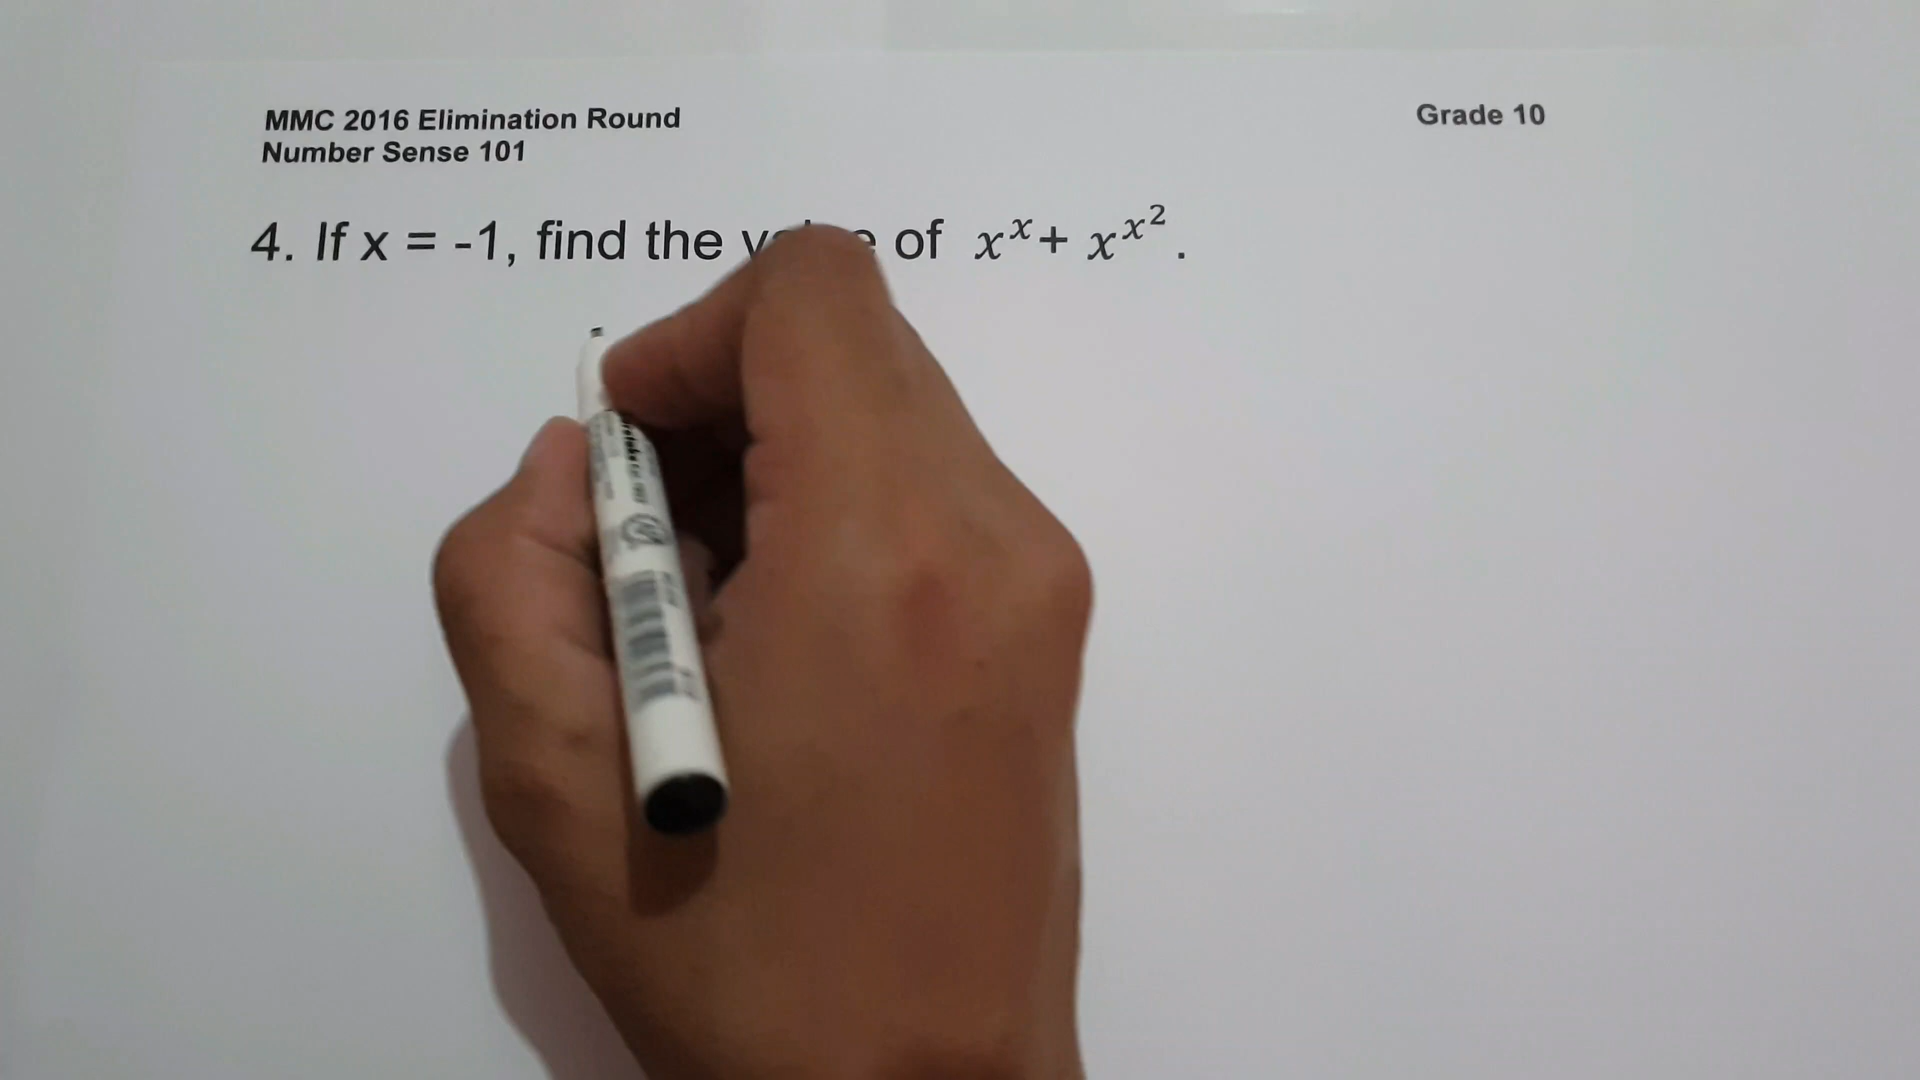 MMC 2016 Elimination Round
Grade 10
Number Sense 101
4. If x = -1, find the of x^x + x^{x^2}.